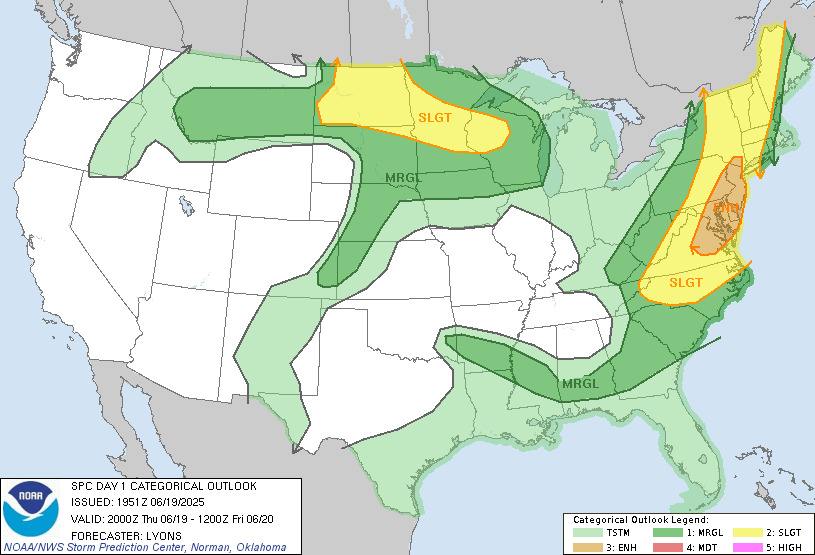 SLGT
MRGL
ENH
SLGT
MRGL
NOAA
SPC DAY 1 CATEGORICAL OUTLOOK
ISSUED: 1951Z 06/19/2025
VALID: 2000Z Thu 06/19 - 1200Z Fri 06/20
FORECASTER: LYONS
NOAA/NWS Storm Prediction Center, Norman, Oklahoma
Categorical Outlook Legend:
TSTM 1: MRGL 2: SLGT
3: ENH 4: MDT 5: HIGH